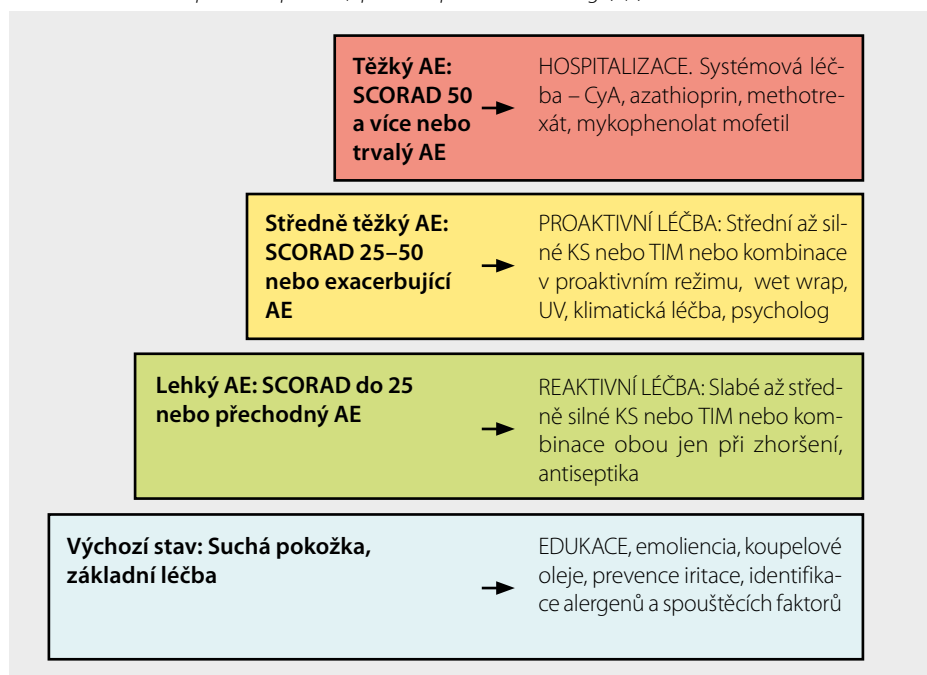 Těžký AE:
SCORAD 50
a více nebo
trvalý AE
HOSPITALIZACE. Systémová léč-
ba – CyA, azathioprin, methotre-
xát, mykophenolat mofetil
Středně těžký AE:
SCORAD 25–50
nebo exacerbující
AE
PROAKTIVNÍ LÉČBA: Střední až sil-
né KS nebo TIM nebo kombinace
v proaktivním režimu, wet wrap,
UV, klimatická léčba, psycholog
Lehký AE: SCORAD do 25
nebo přechodný AE
REAKTIVNÍ LÉČBA: Slabé až střed-
ně silné KS nebo TIM nebo kom-
binace obou jen při zhoršení,
antiseptika
Výchozí stav: Suchá pokožka,
základní léčba
EDUKACE, emoliencia, koupelové
oleje, prevence iritace, identifika-
ce alergenů a spouštěcích faktorů